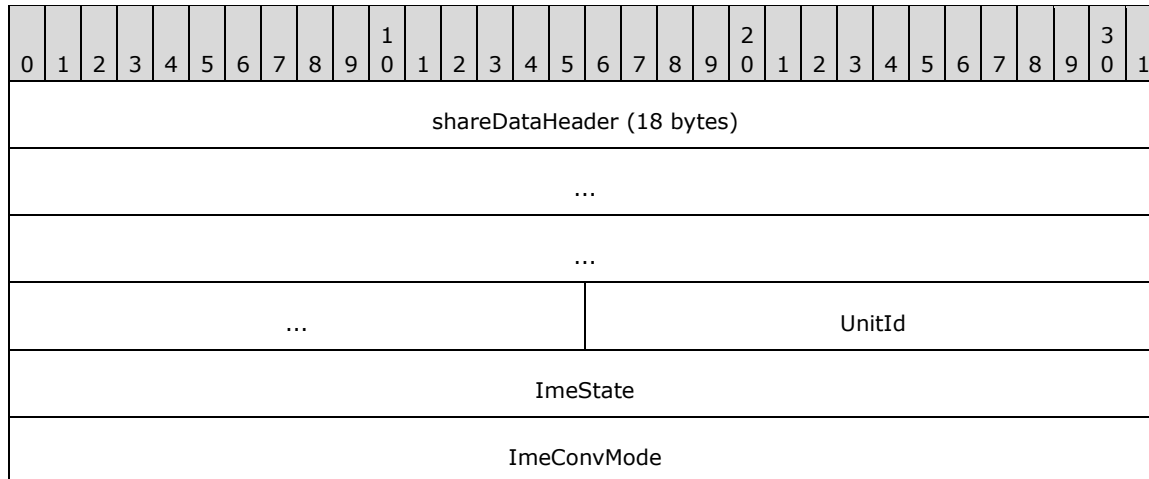 1 2 3
0 1 2 3 4 5 6 7 8 9 0 1 2 3 4 5 6 7 8 9 0 1 2 3 4 5 6 7 8 9 0 1
shareDataHeader (18 bytes)
...
...
... UnitId
ImeState
ImeConvMode